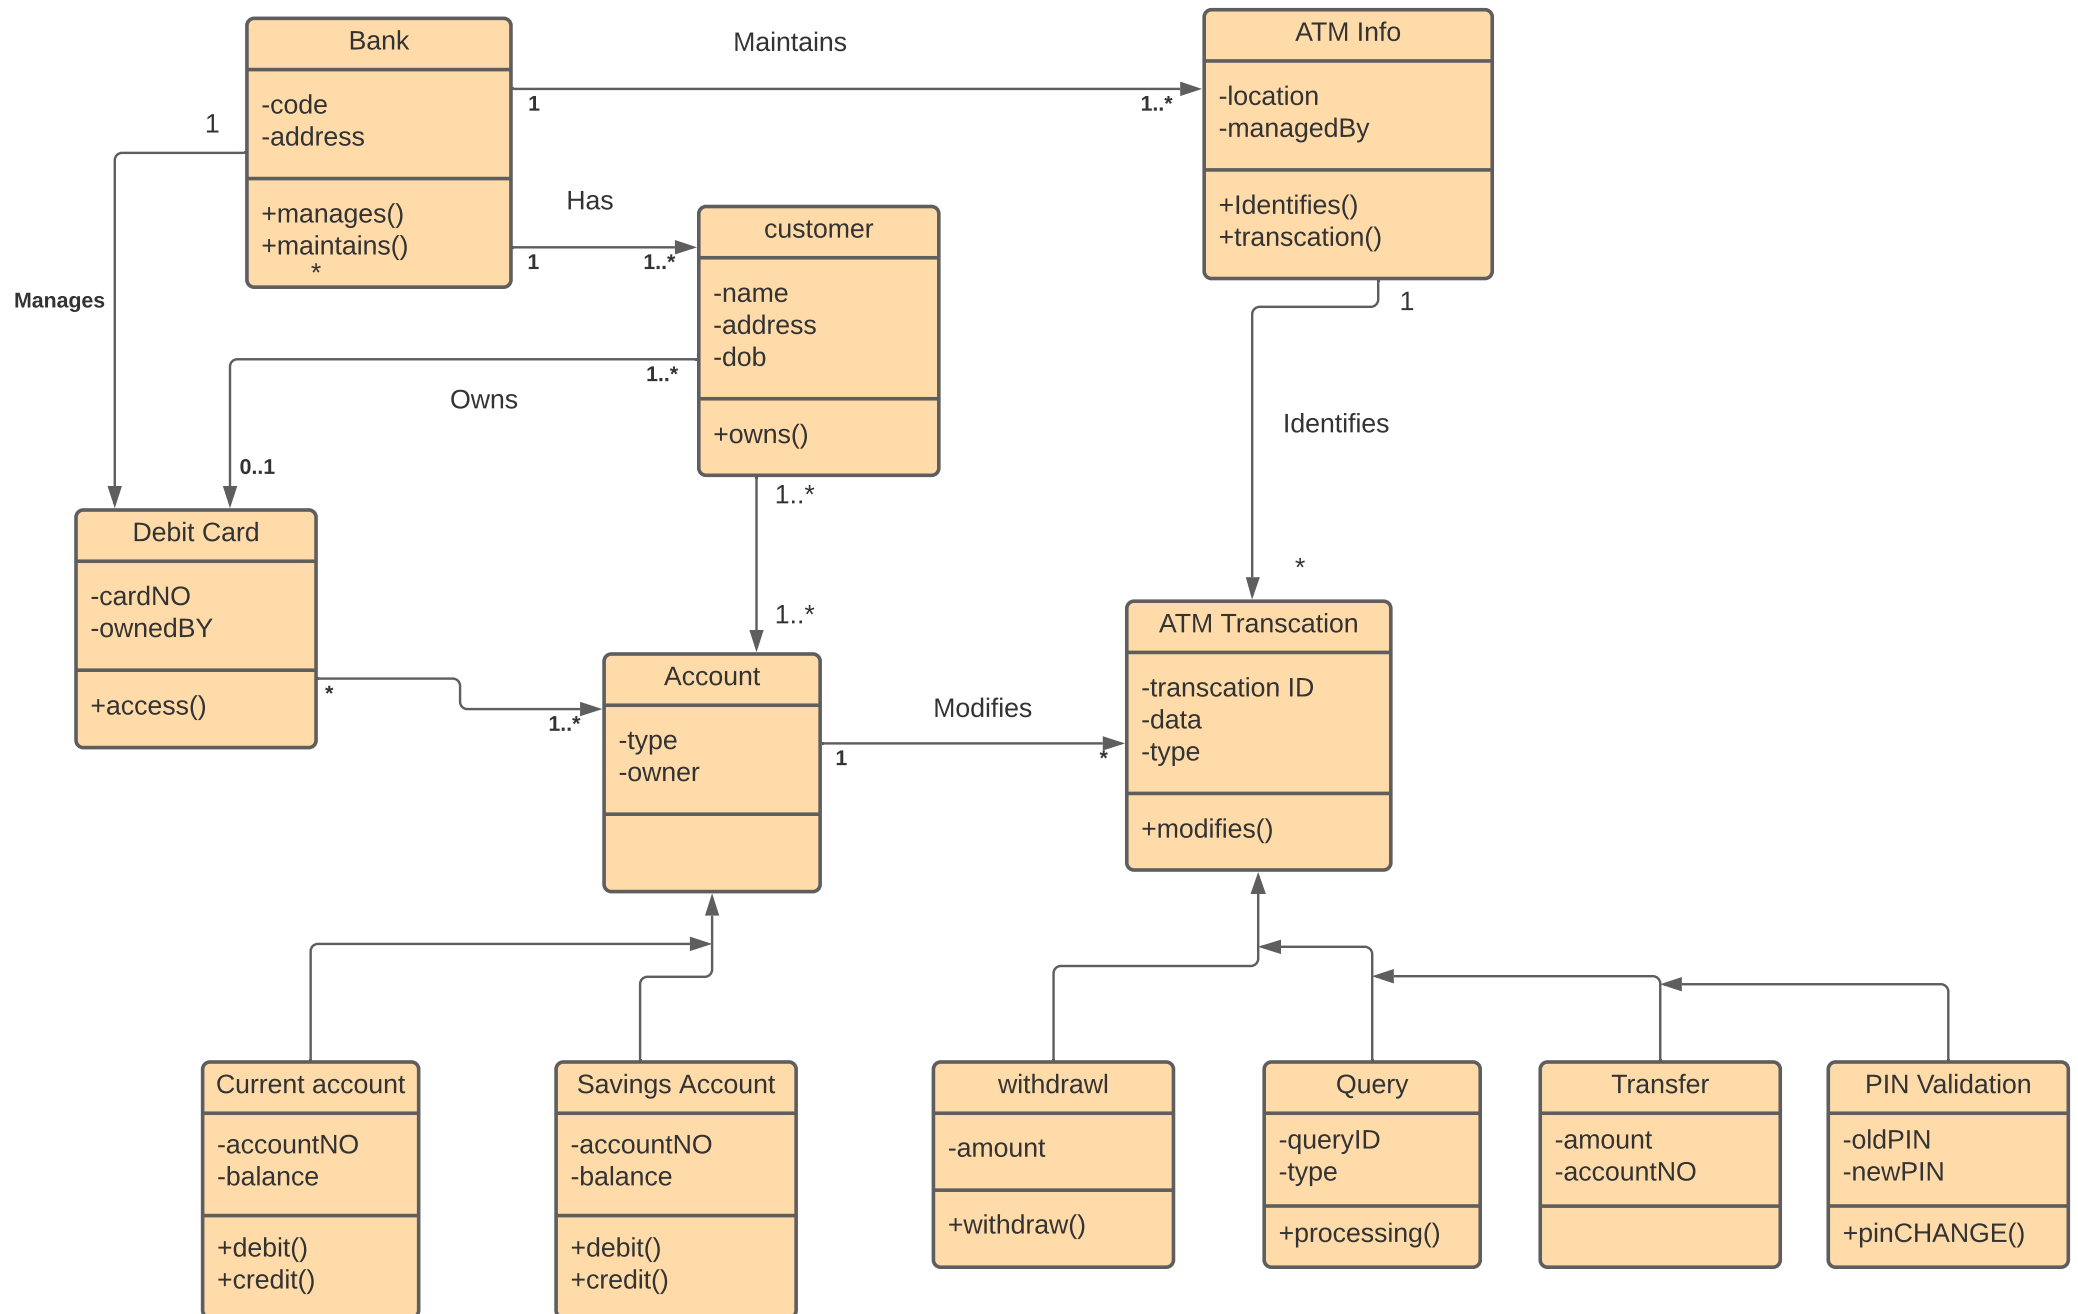 Bank
-code
-address
+manages()
+maintains()
*
Maintains
1
1..*
ATM Info
-location
-managedBy
+Identifies()
+transcation()
1
Manages
Has
1
1..*
customer
-name
-address
-dob
+owns()
1..*
Owns
0..1
1
Identifies
*
Debit Card
-cardNO
-ownedBY
+access()
*
1..*
1..*
1..*
Account
-type
-owner
Modifies
1
*
ATM Transcation
-transcation ID
-data
-type
+modifies()
Current account
-accountNO
-balance
+debit()
+credit()
Savings Account
-accountNO
-balance
+debit()
+credit()
withdrawl
-amount
+withdraw()
Query
-queryID
-type
+processing()
Transfer
-amount
-accountNO
PIN Validation
-oldPIN
-newPIN
+pinCHANGE()